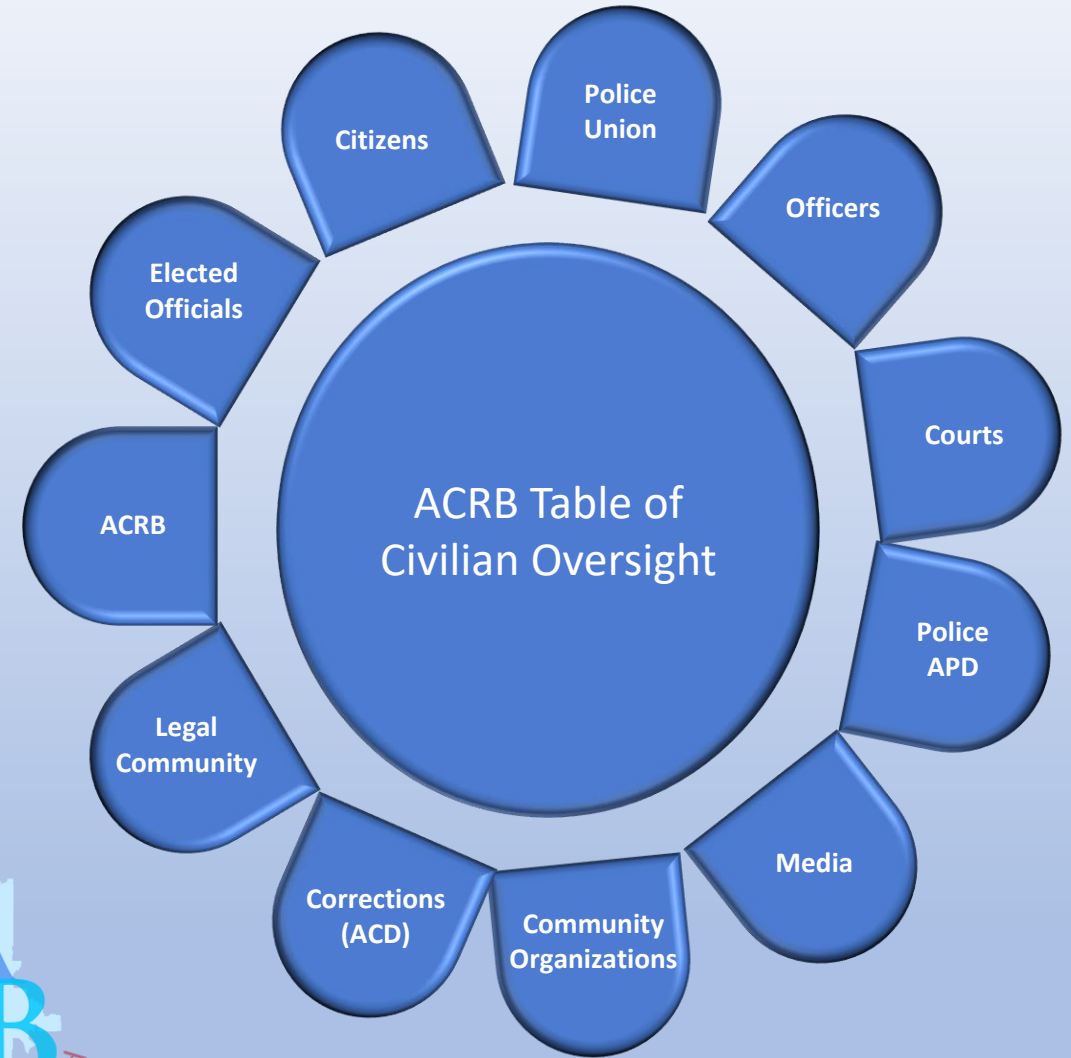 Police
Union
Citizens
Officers
Elected
Officials
Courts
ACRB
ACRB Table of
Civilian Oversight
Police
APD
Legal
Community
Media
Corrections
(ACD)
Community
Organizations
B